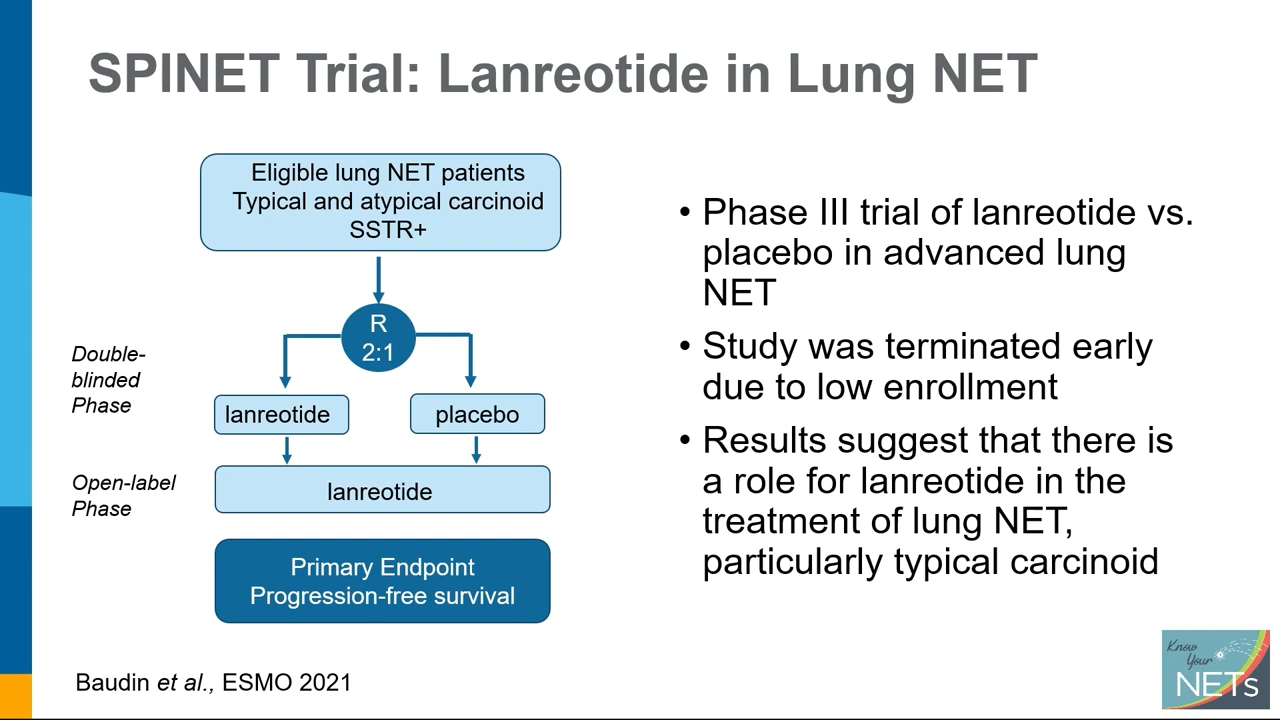 SPINET Trial: Lanreotide in Lung NET
Eligible lung NET patients
Typical and atypical carcinoid
SSTR+
R
2:1
Double-
blinded
Phase
lanreotide
placebo
Open-label
Phase
lanreotide
Primary Endpoint
Progression-free survival
• Phase III trial of lanreotide vs.
placebo in advanced lung
NET
• Study was terminated early
due to low enrollment
• Results suggest that there is
a role for lanreotide in the
treatment of lung NET,
particularly typical carcinoid
Baudin et al., ESMO 2021
Know
Your
NETs